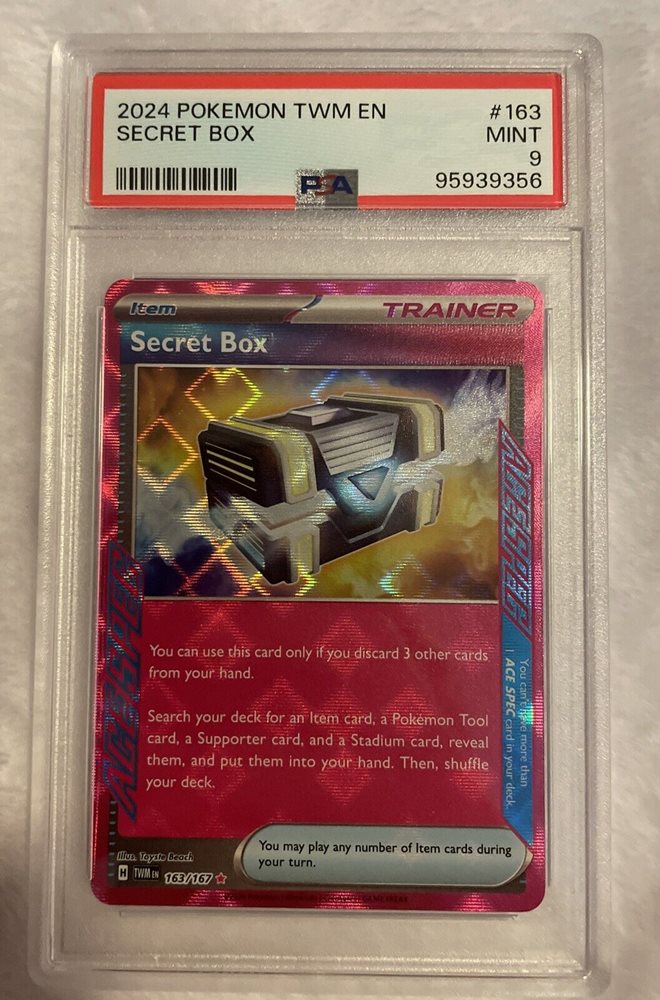 2024 POKEMON TWM EN #163
SECRET BOX MINT
9
PSA 95939356
Item TRAINER
Secret Box
ACE SPEC
ACE SPEC
You can't have more than
1 ACE SPEC card in your deck.
You can use this card only if you discard 3 other cards
from your hand.
Search your deck for an Item card, a Pokémon Tool
card, a Supporter card, and a Stadium card, reveal
them, and put them into your hand. Then, shuffle
your deck.
You may play any number of Item cards during
your turn.
Illus. Toyste Beach
H TWM EN 163/167